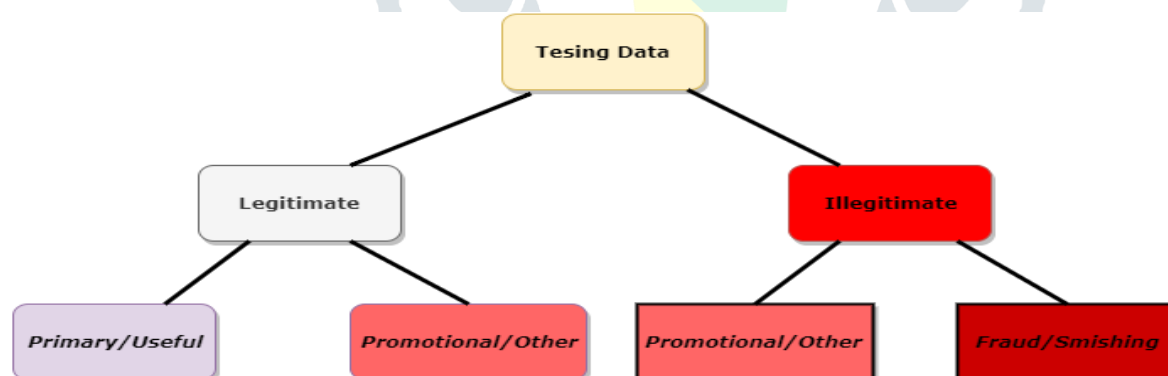 Tesing Data
Legitimate
Illegitimate
Primary/Useful
Promotional/Other
Promotional/Other
Fraud/Smishing